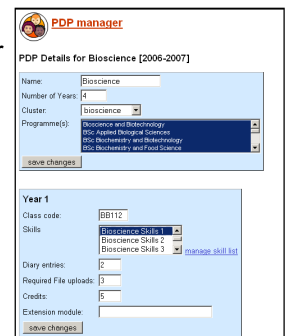 PDP manager
PDP Details for Bioscience [2006-2007]
Name: Bioscience
Number of Years: 4
Cluster: bioscience
Programme(s): Bioscience and Biotechnology
BSc Applied Biological Sciences
BSc Biochemistry and Biotechnology
BSc Biochemistry and Food Science
save changes
Year 1
Class code: BB112
Skills Bioscience Skills 1
Bioscience Skills 2
Bioscience Skills 3 manage skill list
Diary entries: 2
Required File uploads: 3
Credits: 5
Extension module:
save changes